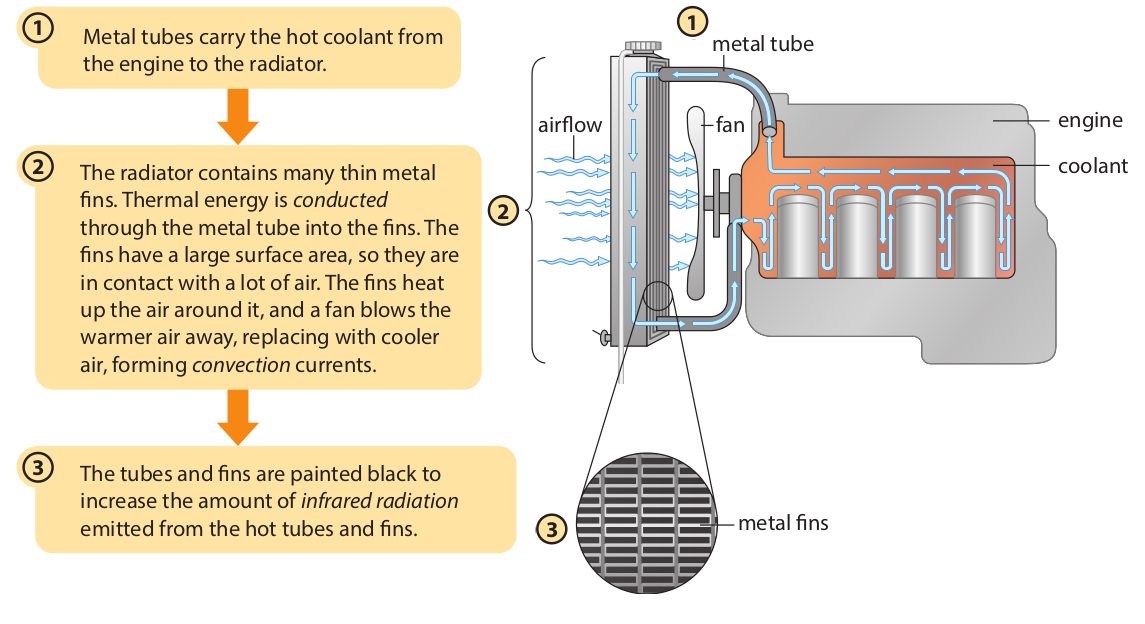 1
Metal tubes carry the hot coolant from
the engine to the radiator.
2
The radiator contains many thin metal
fins. Thermal energy is conducted
through the metal tube into the fins. The
fins have a large surface area, so they are
in contact with a lot of air. The fins heat
up the air around it, and a fan blows the
warmer air away, replacing with cooler
air, forming convection currents.
3
The tubes and fins are painted black to
increase the amount of infrared radiation
emitted from the hot tubes and fins.
1
metal tube
airflow
fan
engine
coolant
2
3
metal fins